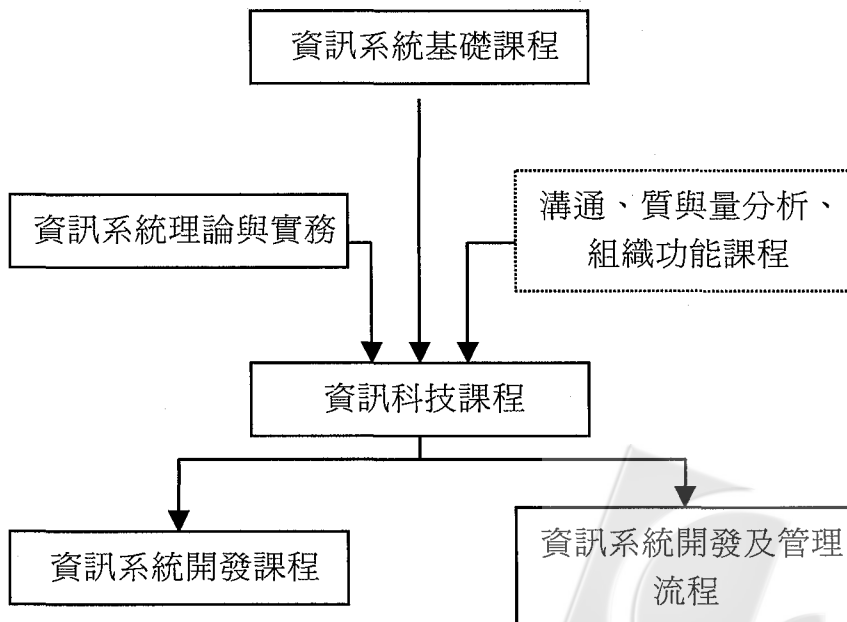 資訊系統基礎課程
資訊系統理論與實務
溝通、質與量分析、
組織功能課程
資訊科技課程
資訊系統開發課程
資訊系統開發及管理
流程